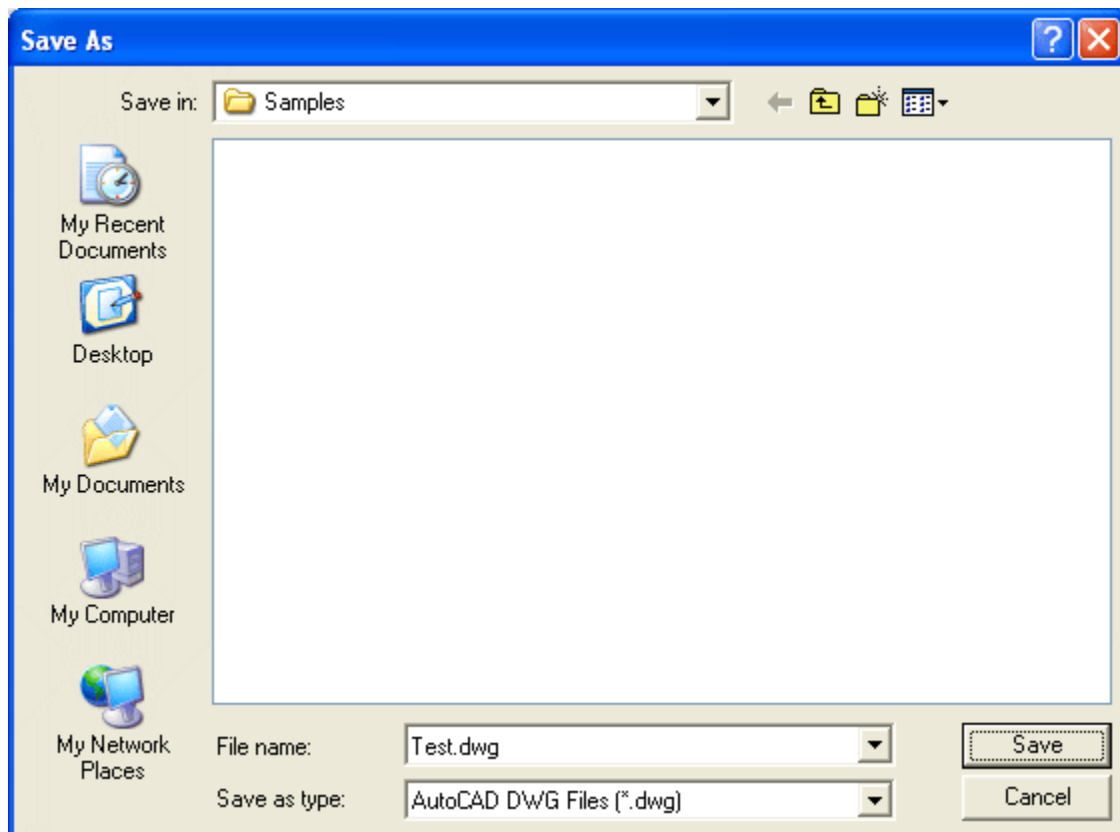 Save As
Save in: Samples
My Recent
Documents
Desktop
My Documents
My Computer
My Network
Places
File name: Test.dwg Save
Save as type: AutoCAD DWG Files (*.dwg) Cancel